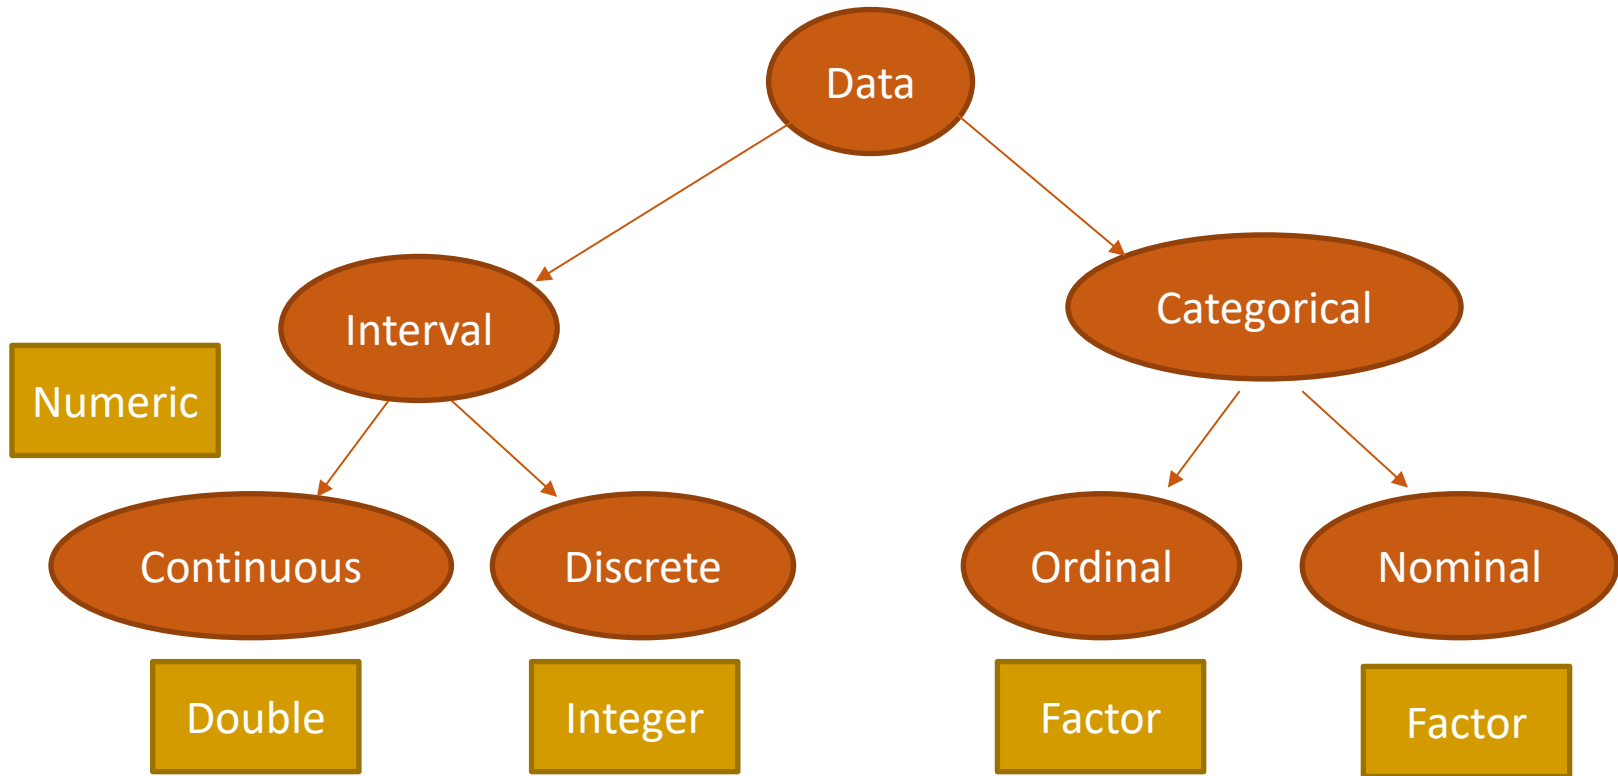 Data
Interval
Categorical
Numeric
Continuous
Discrete
Ordinal
Nominal
Double
Integer
Factor
Factor